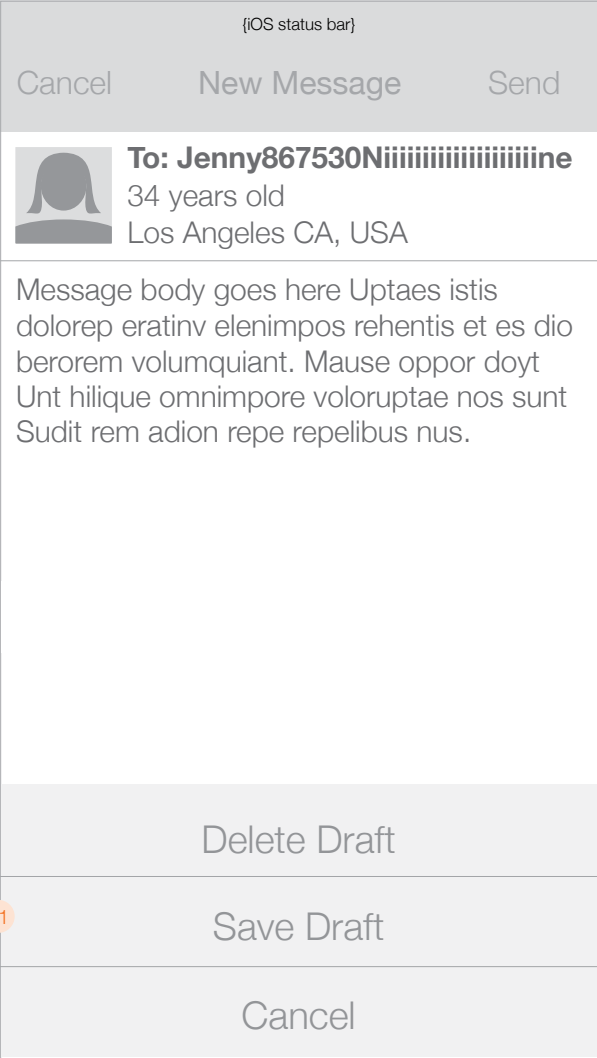 {iOS status bar}
Cancel New Message Send
To: Jenny867530Niiiiiiiiiiiiiiiiiiiine
34 years old
Los Angeles CA, USA
Message body goes here Uptaes istis
dolorep eratinv elenimpos rehentis et es dio
berorem volumquiant. Mause oppor doyt
Unt hilique omnimpore voloruptae nos sunt
Sudit rem adion repe repelibus nus.
Delete Draft
1
Save Draft
Cancel